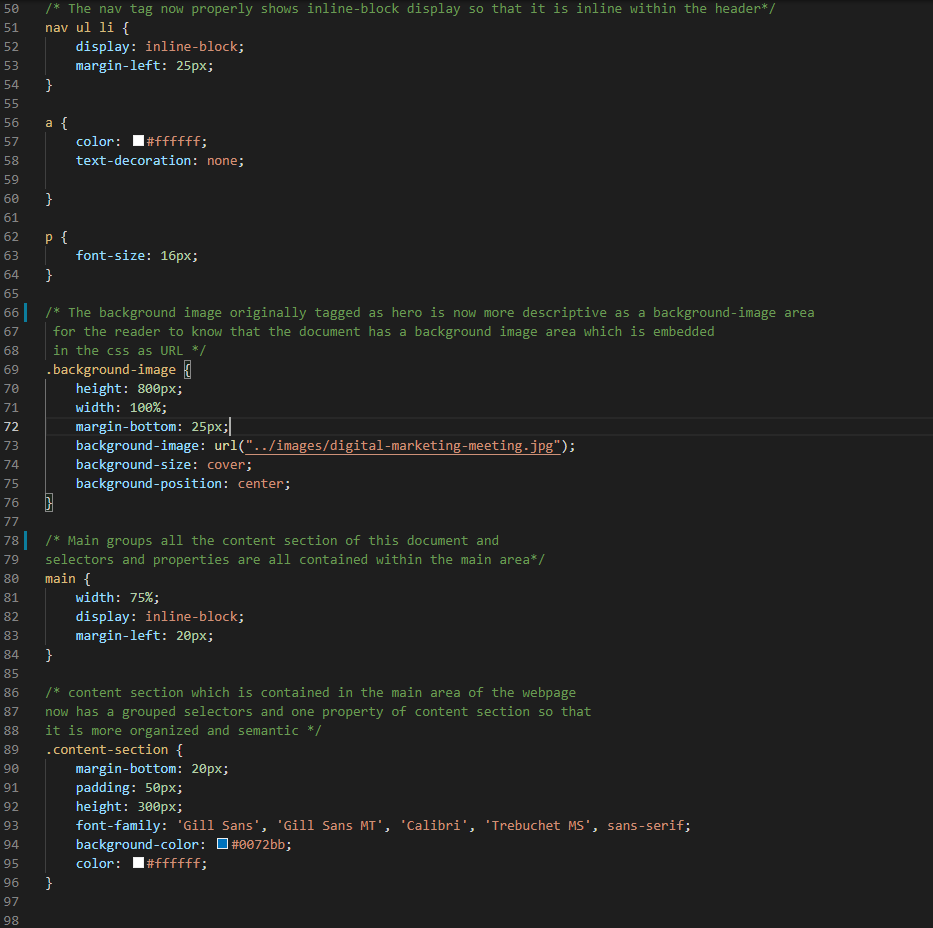 50 /* The nav tag now properly shows inline-block display so that it is inline within the header*/
51 nav ul li {
52     display: inline-block;
53     margin-left: 25px;
54 }
55
56 a {
57     color: #ffffff;
58     text-decoration: none;
59
60 }
61
62 p {
63     font-size: 16px;
64 }
65
66 /* The background image originally tagged as hero is now more descriptive as a background-image area
67  for the reader to know that the document has a background image area which is embedded
68  in the css as URL */
69 .background-image {
70     height: 800px;
71     width: 100%;
72     margin-bottom: 25px;
73     background-image: url("../images/digital-marketing-meeting.jpg");
74     background-size: cover;
75     background-position: center;
76 }
77
78 /* Main groups all the content section of this document and
79 selectors and properties are all contained within the main area*/
80 main {
81     width: 75%;
82     display: inline-block;
83     margin-left: 20px;
84 }
85
86 /* content section which is contained in the main area of the webpage
87 now has a grouped selectors and one property of content section so that
88 it is more organized and semantic */
89 .content-section {
90     margin-bottom: 20px;
91     padding: 50px;
92     height: 300px;
93     font-family: 'Gill Sans', 'Gill Sans MT', 'Calibri', 'Trebuchet MS', sans-serif;
94     background-color: #0072bb;
95     color: #ffffff;
96 }
97
98